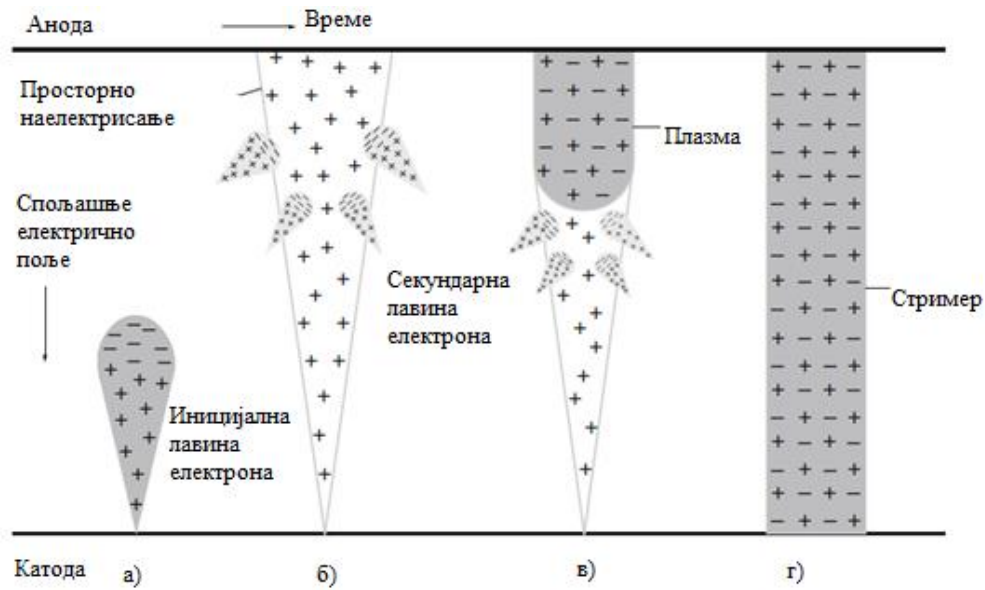 Анода
Време
Просторно
наелектрисање
Плазма
Спољашње
електрично
поље
Секундарна
лавина
електрона
Стример
Иницијална
лавина
електрона
Катода
а)
б)
в)
г)